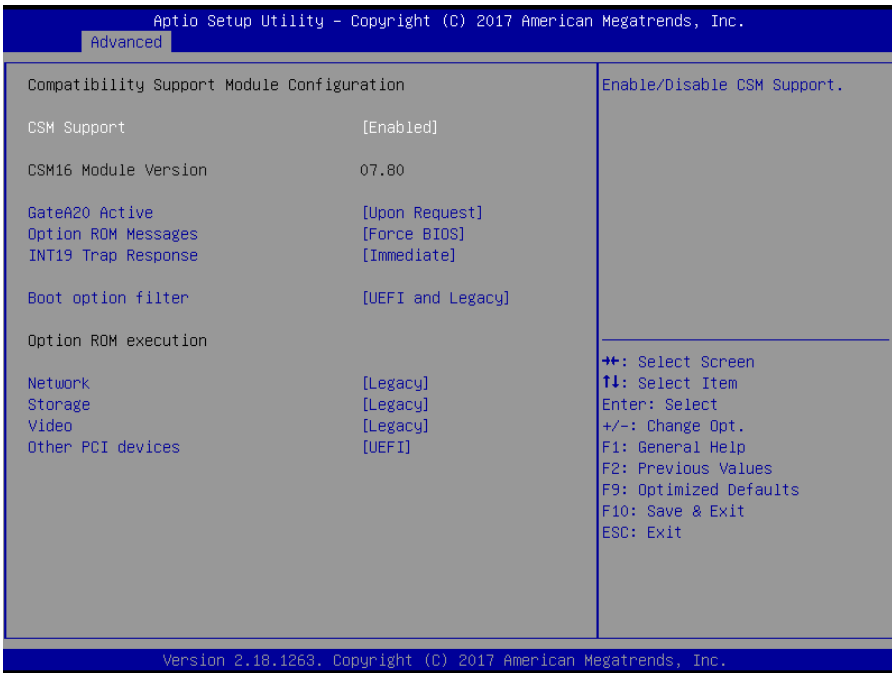 Aptio Setup Utility – Copyright (C) 2017 American Megatrends, Inc.
Advanced
Compatibility Support Module Configuration
Enable/Disable CSM Support.
CSM Support [Enabled]
CSM16 Module Version 07.80
GateA20 Active [Upon Request]
Option ROM Messages [Force BIOS]
INT19 Trap Response [Immediate]
Boot option filter [UEFI and Legacy]
Option ROM execution
Network [Legacy]
Storage [Legacy]
Video [Legacy]
Other PCI devices [UEFI]
→←: Select Screen
↑↓: Select Item
Enter: Select
+/-: Change Opt.
F1: General Help
F2: Previous Values
F9: Optimized Defaults
F10: Save & Exit
ESC: Exit
Version 2.18.1263. Copyright (C) 2017 American Megatrends, Inc.